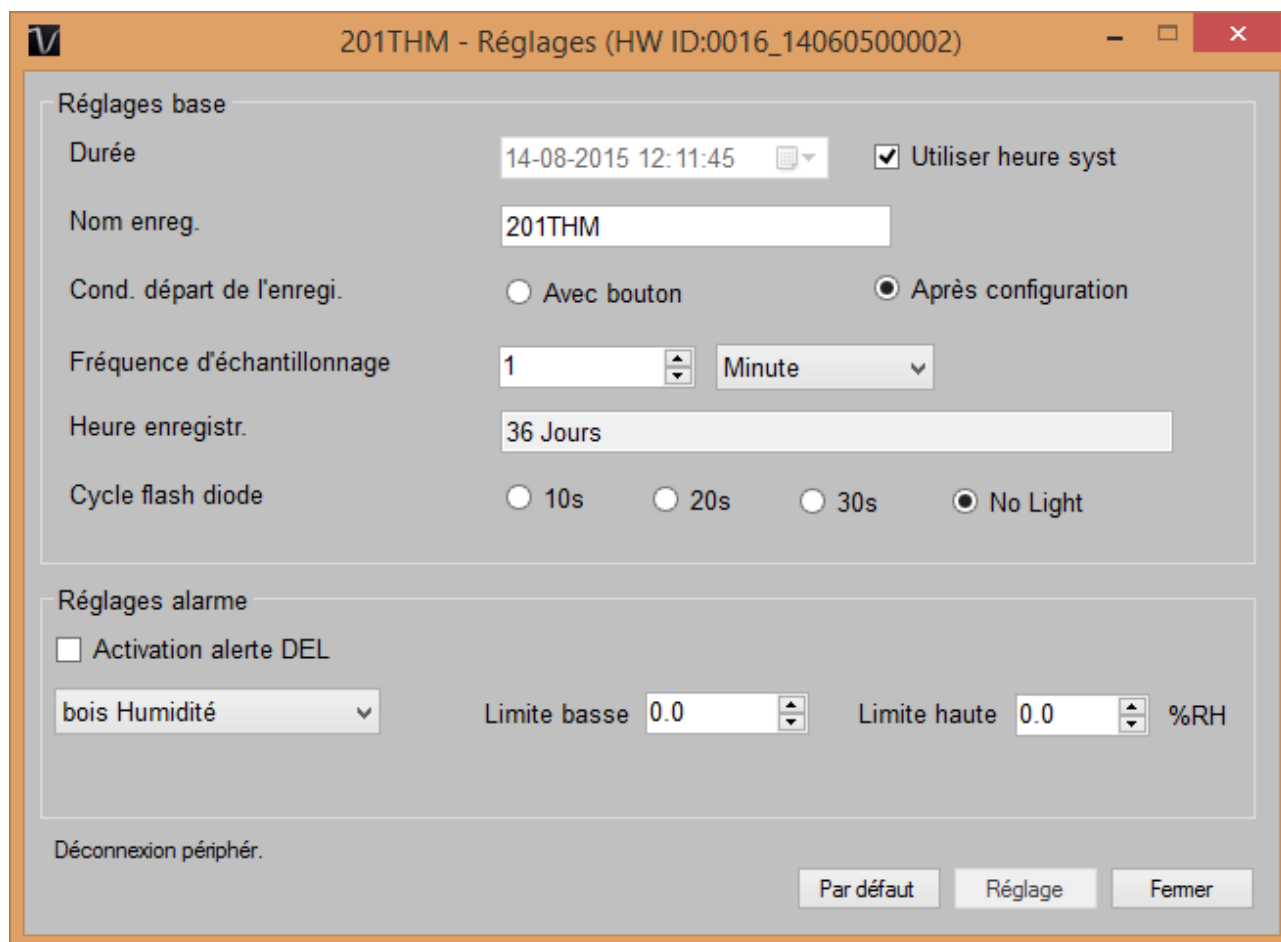 201THM - Réglages (HW ID:0016_14060500002)
Réglages base
Durée 14-08-2015 12:11:45 Utiliser heure syst
Nom enreg. 201THM
Cond. départ de l'enregi. Avec bouton Après configuration
Fréquence d'échantillonnage 1 Minute
Heure enregistr. 36 Jours
Cycle flash diode 10s 20s 30s No Light
Réglages alarme
Activation alerte DEL
bois Humidité Limite basse 0.0 Limite haute 0.0 %RH
Déconnexion périphér.
Par défaut Réglage Fermer